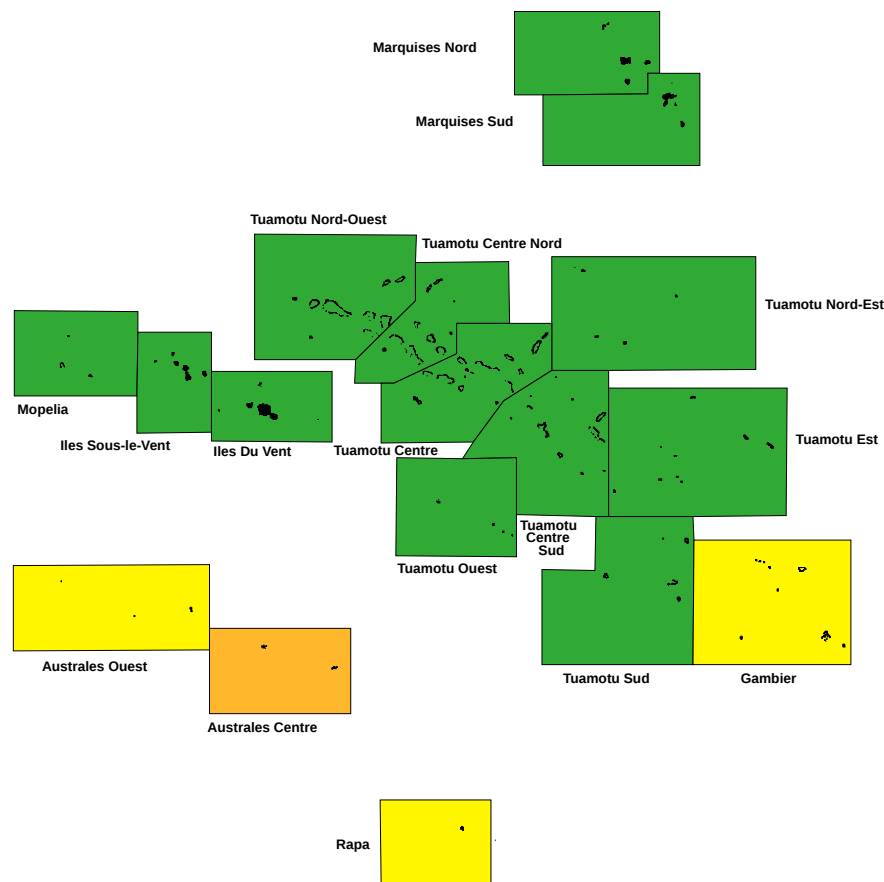 Marquises Nord
Marquises Sud
Tuamotu Nord-Ouest
Tuamotu Centre Nord
Tuamotu Nord-Est
Mopelia
Iles Sous-le-Vent
Iles Du Vent
Tuamotu Centre
Tuamotu Est
Tuamotu
Centre
Sud
Tuamotu Ouest
Australes Ouest
Tuamotu Sud
Gambier
Australes Centre
Rapa